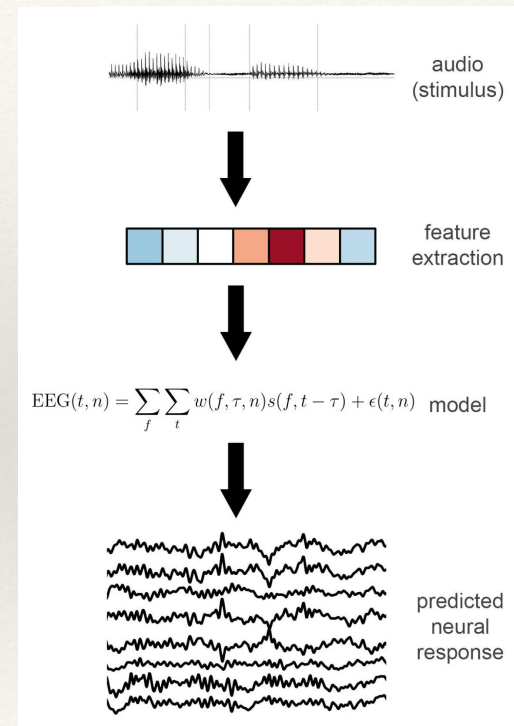 audio
(stimulus)
feature
extraction
EEG(t, n) = ∑_f ∑_t w(f, τ, n)s(f, t − τ) + ϵ(t, n) model
predicted
neural
response